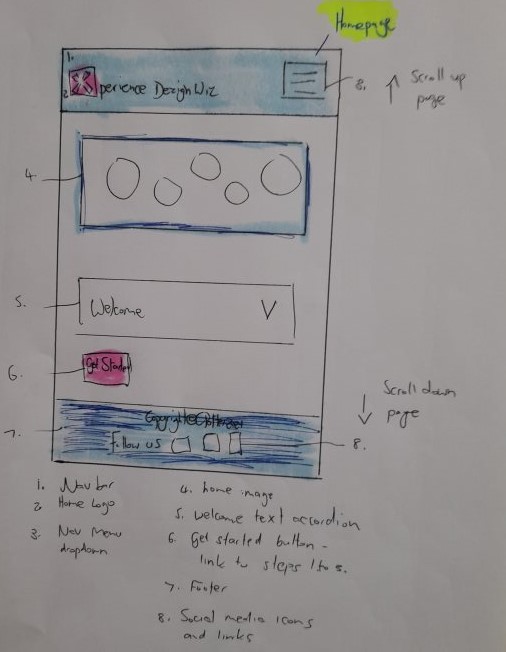 Homepage
1.
2
perience Design Wiz
8.
Scroll up
page
4
5.
Welcome
V
6.
Get Started
Scroll down
page
7.
Follow us
8.
1. Nav bar
2 Home Logo
3. Nav Menu
dropdown
4. home image
5. welcome text accordion
6. Get started button -
link to steps 1 to 5.
7. Footer
8. Social media icons
and links